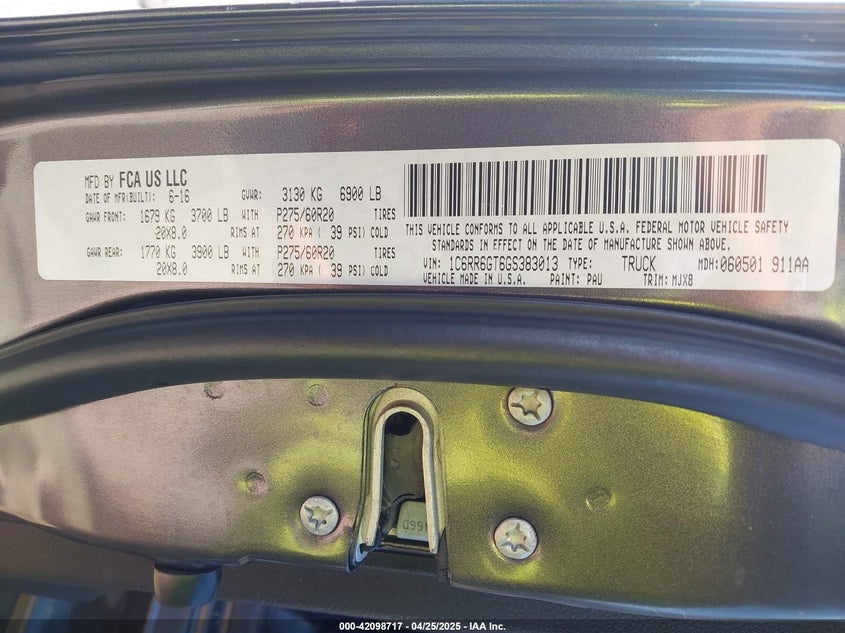 MFD BY FCA US LLC
DATE OF MFR(BUILT): 6-16 GVWR: 3130 KG 6900 LB
GAWR FRONT: 1679 KG 3700 LB WITH P275/60R20 TIRES
20X8.0 RIMS AT 270 KPA ( 39 PSI) COLD
GAWR REAR: 1770 KG 3900 LB WITH P275/60R20 TIRES
20X8.0 RIMS AT 270 KPA ( 39 PSI) COLD
THIS VEHICLE CONFORMS TO ALL APPLICABLE U.S.A. FEDERAL MOTOR VEHICLE SAFETY
STANDARDS IN EFFECT ON THE DATE OF MANUFACTURE SHOWN ABOVE.
VIN: 1C6RR6GT6GS383013 TYPE: TRUCK MDH:060501 911AA
VEHICLE MADE IN U.S.A. PAINT: PAU TRIM: MJX8
000-42098717 | 04/25/2025 | IAA Inc.